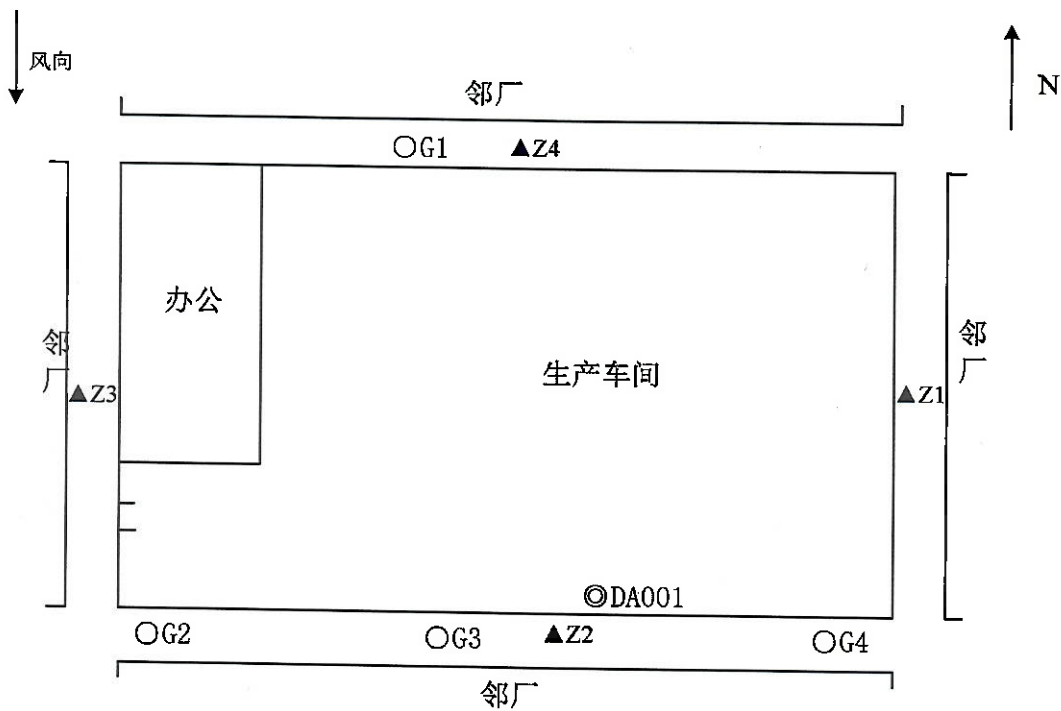 风向
N
邻厂
○G1
▲Z4
办公
邻厂
▲Z3
生产车间
▲Z1
邻厂
◎DA001
○G2
○G3
▲Z2
○G4
邻厂